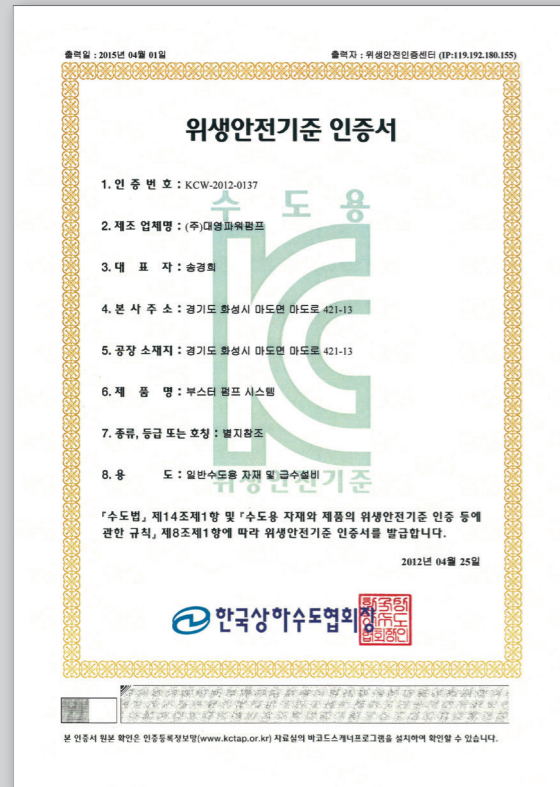 출력일 : 2015년 04월 01일
출력자 : 위생안전인증센터 (IP:119.192.180.155)
위생안전기준 인증서
1. 인 증 번 호 : KCW-2012-0137
수 도 용
2. 제조 업체명 : (주)대영파워펌프
3. 대 표 자 : 송경희
4. 본 사 주 소 : 경기도 화성시 마도면 마도로 421-13
5. 공장 소재지 : 경기도 화성시 마도면 마도로 421-13
6. 제 품 명 : 부스터 펌프 시스템
7. 종류, 등급 또는 호칭 : 별지참조
8. 용 도 : 일반수도용 자재 및 급수설비
위생안전기준
「수도법」 제14조제1항 및 「수도용 자재와 제품의 위생안전기준 인증 등에
관한 규칙」 제8조제1항에 따라 위생안전기준 인증서를 발급합니다.
2012년 04월 25일
한국상하수도협회장
본 인증서 원본 확인은 인증등록정보망(www.kctap.or.kr) 자료실의 바코드스캐너프로그램을 설치하여 확인할 수 있습니다.